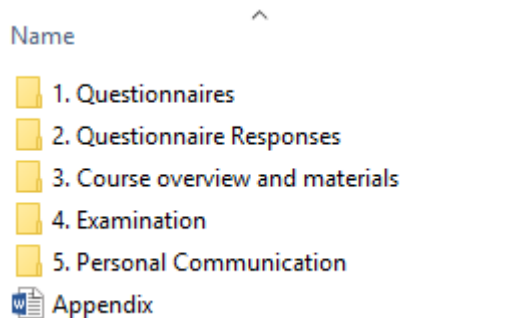 Name
1. Questionnaires
2. Questionnaire Responses
3. Course overview and materials
4. Examination
5. Personal Communication
Appendix